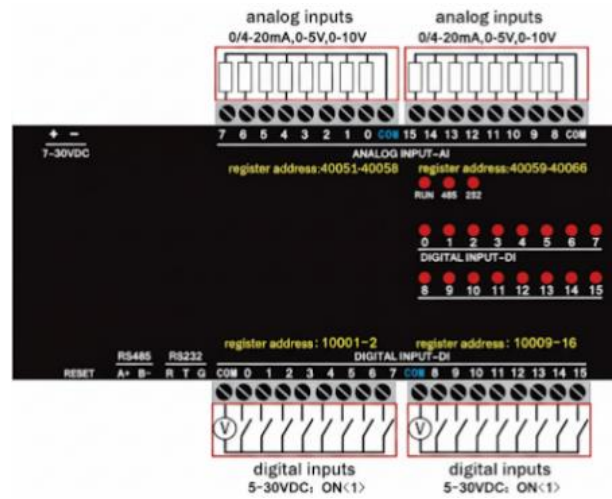 analog inputs
0/4-20mA,0-5V,0-10V
analog inputs
0/4-20mA,0-5V,0-10V
+ -
7-30VDC
7 6 5 4 3 2 1 0 COM 15 14 13 12 11 10 9 8 COM
ANALOG INPUT-AI
register address:40051-40058
register address:40059-40066
RUN 485 232
0 1 2 3 4 5 6 7
DIGITAL INPUT-DI
8 9 10 11 12 13 14 15
register address: 10001-2
register address: 10009-16
RS485 RS232
DIGITAL INPUT-DI
RESET A+ B- R T G COM 0 1 2 3 4 5 6 7 COM 8 9 10 11 12 13 14 15
V
V
digital inputs
5-30VDC: ON<1>
digital inputs
5-30VDC: ON<1>